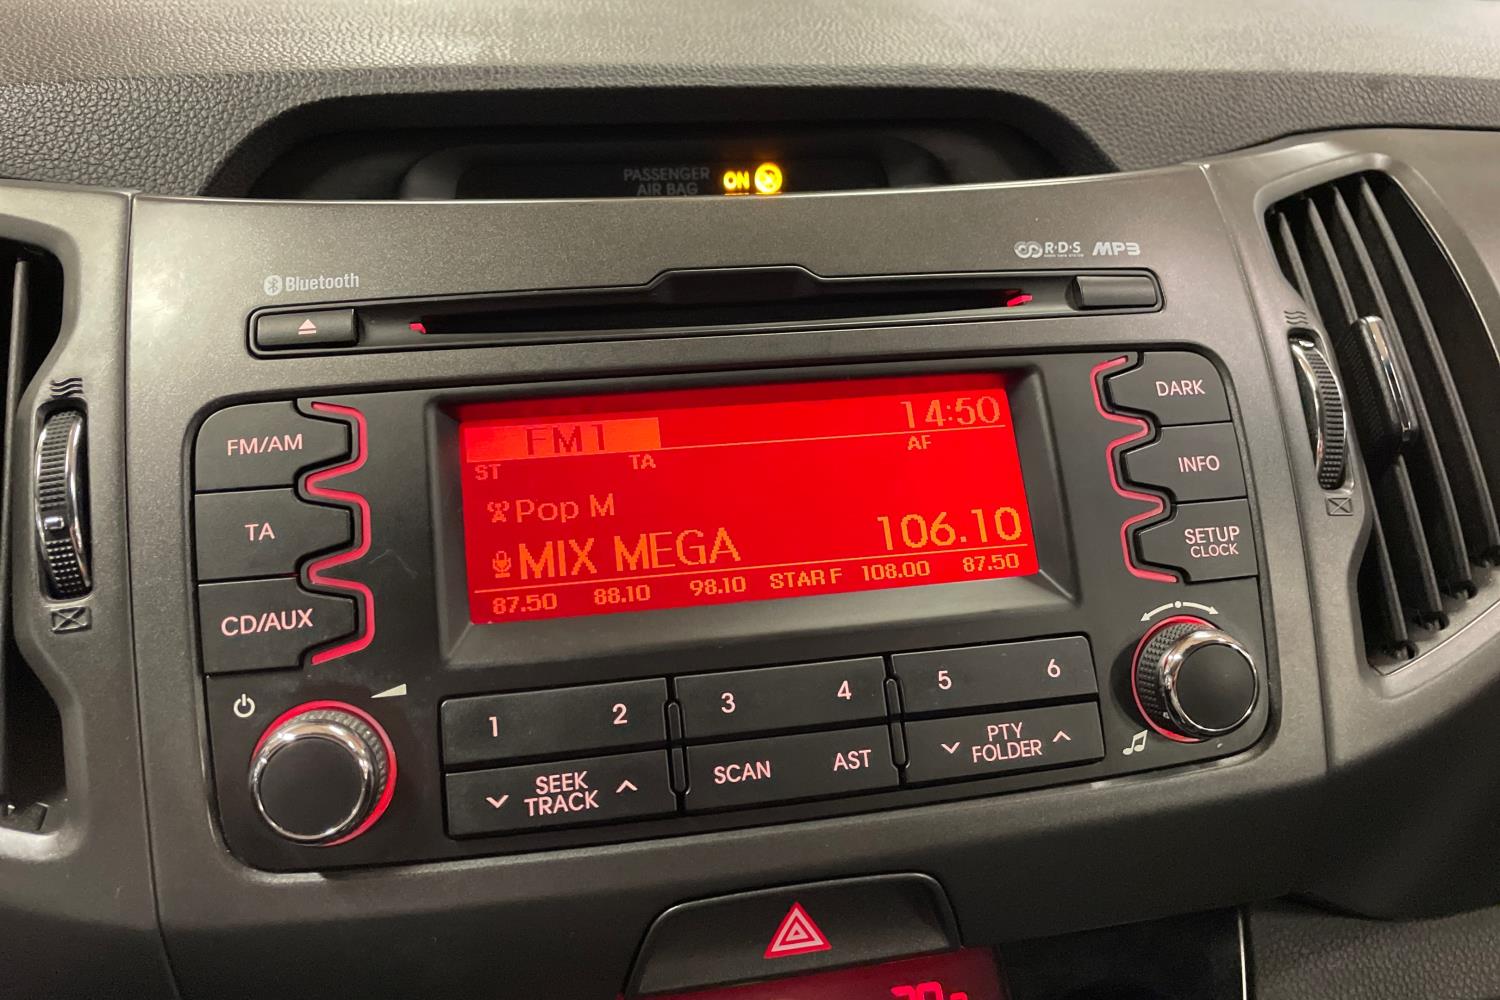 PASSENGER AIR BAG ON
Bluetooth
R·D·S
MP3
FM/AM
TA
CD/AUX
FM1
14:50
ST
TA
AF
Pop M
MIX MEGA
106.10
87.50 88.10 98.10 STAR F 108.00 87.50
DARK
INFO
SETUP
CLOCK
1 2 3 4 5 6
SEEK
TRACK
SCAN
AST
PTY
FOLDER